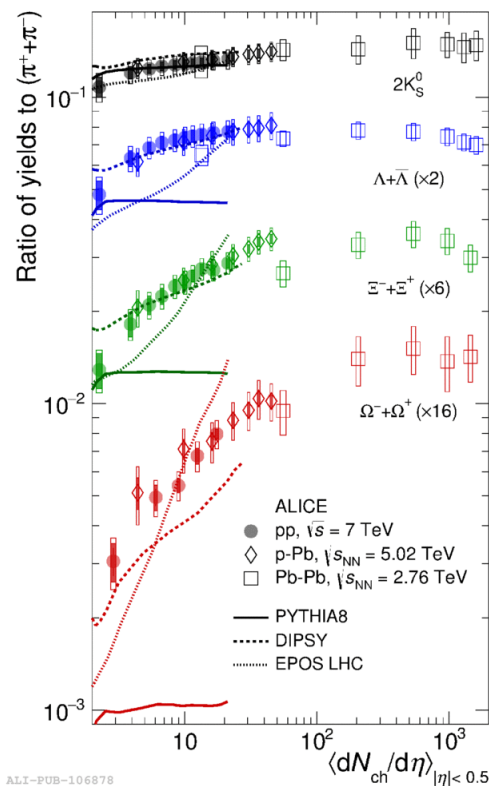 Ratio of yields to (π⁺+π⁻)
10⁻¹
10⁻²
10⁻³
2K⁰S
Λ+Λ̅ (×2)
Ξ⁻+Ξ̅⁺ (×6)
Ω⁻+Ω̅⁺ (×16)
ALICE
pp, √s = 7 TeV
p-Pb, √sNN = 5.02 TeV
Pb-Pb, √sNN = 2.76 TeV
PYTHIA8
DIPSY
EPOS LHC
10 10² 10³
⟨dNch/dη⟩|η|< 0.5
ALI-PUB-106878